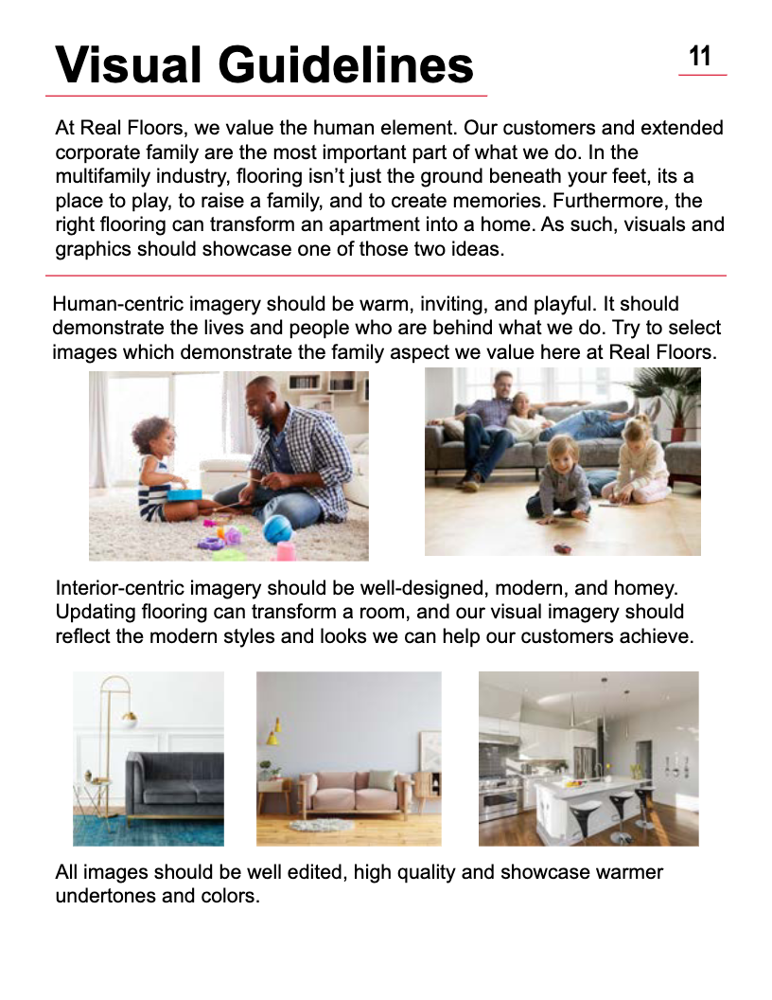 Visual Guidelines
11
At Real Floors, we value the human element. Our customers and extended
corporate family are the most important part of what we do. In the
multifamily industry, flooring isn’t just the ground beneath your feet, its a
place to play, to raise a family, and to create memories. Furthermore, the
right flooring can transform an apartment into a home. As such, visuals and
graphics should showcase one of those two ideas.
Human-centric imagery should be warm, inviting, and playful. It should
demonstrate the lives and people who are behind what we do. Try to select
images which demonstrate the family aspect we value here at Real Floors.
Interior-centric imagery should be well-designed, modern, and homey.
Updating flooring can transform a room, and our visual imagery should
reflect the modern styles and looks we can help our customers achieve.
All images should be well edited, high quality and showcase warmer
undertones and colors.